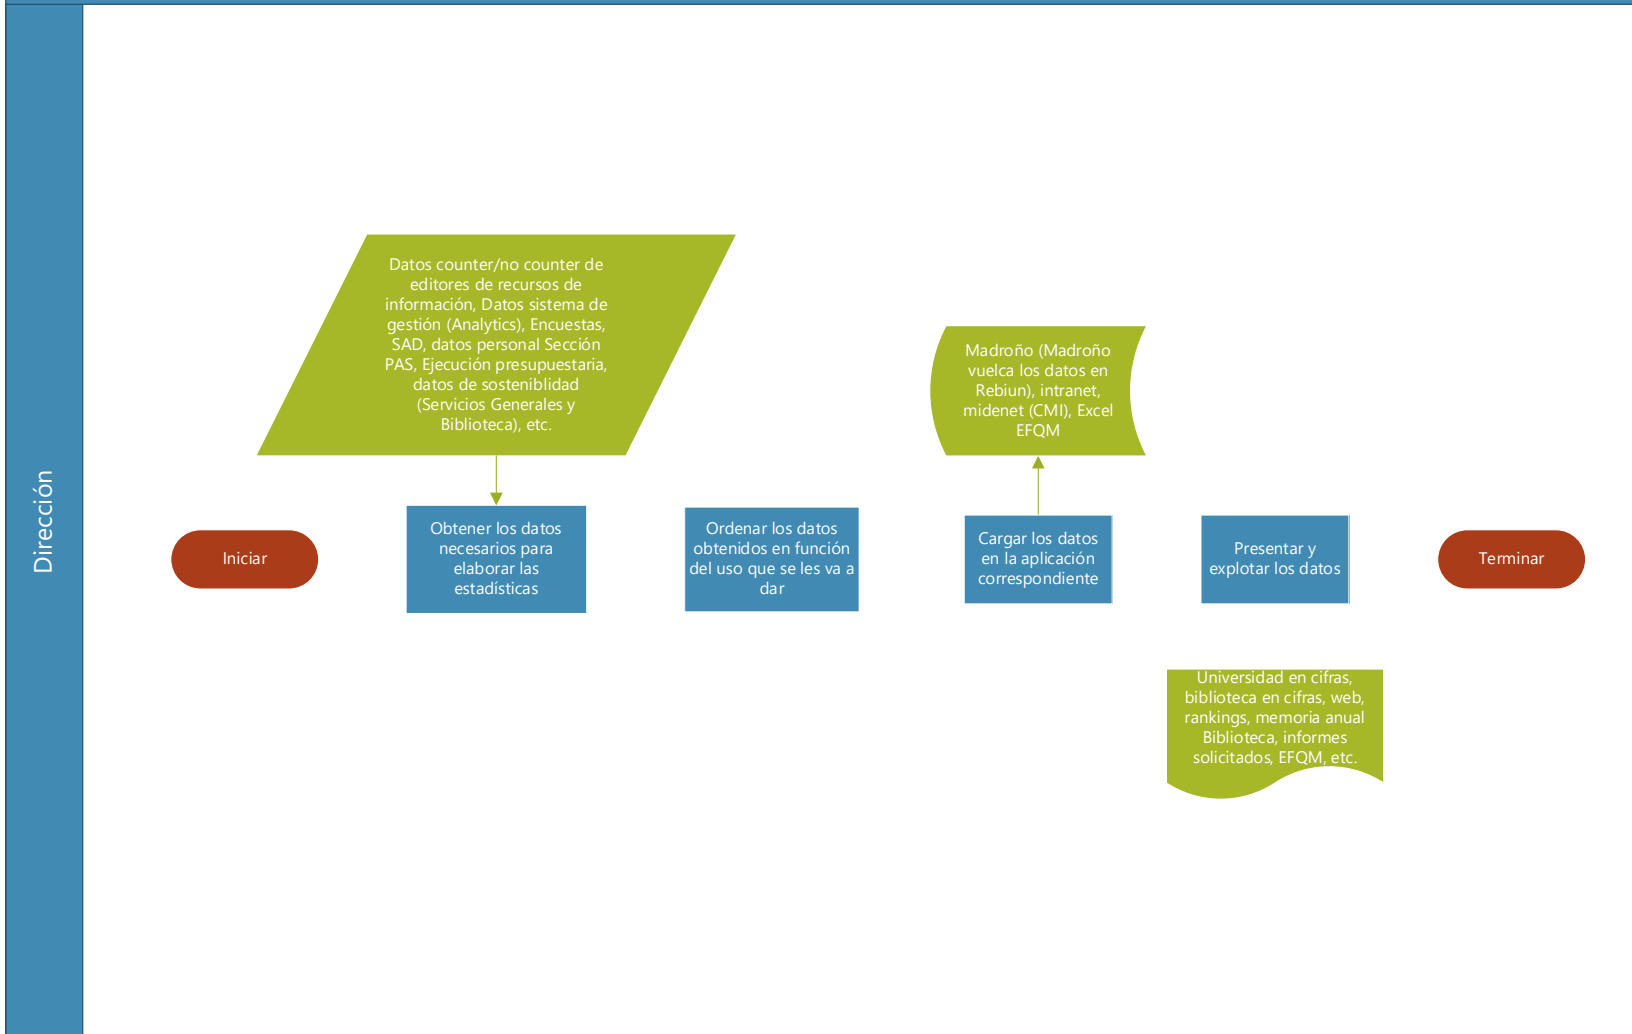 Dirección
Datos counter/no counter de
editores de recursos de
información, Datos sistema de
gestión (Analytics), Encuestas,
SAD, datos personal Sección
PAS, Ejecución presupuestaria,
datos de sosteniblidad
(Servicios Generales y
Biblioteca), etc.
Madroño (Madroño
vuelca los datos en
Rebiun), intranet,
midenet (CMI), Excel
EFQM
Iniciar
Obtener los datos
necesarios para
elaborar las
estadísticas
Ordenar los datos
obtenidos en función
del uso que se les va a
dar
Cargar los datos
en la aplicación
correspondiente
Presentar y
explotar los datos
Terminar
Universidad en cifras,
biblioteca en cifras, web,
rankings, memoria anual
Biblioteca, informes
solicitados, EFQM, etc.